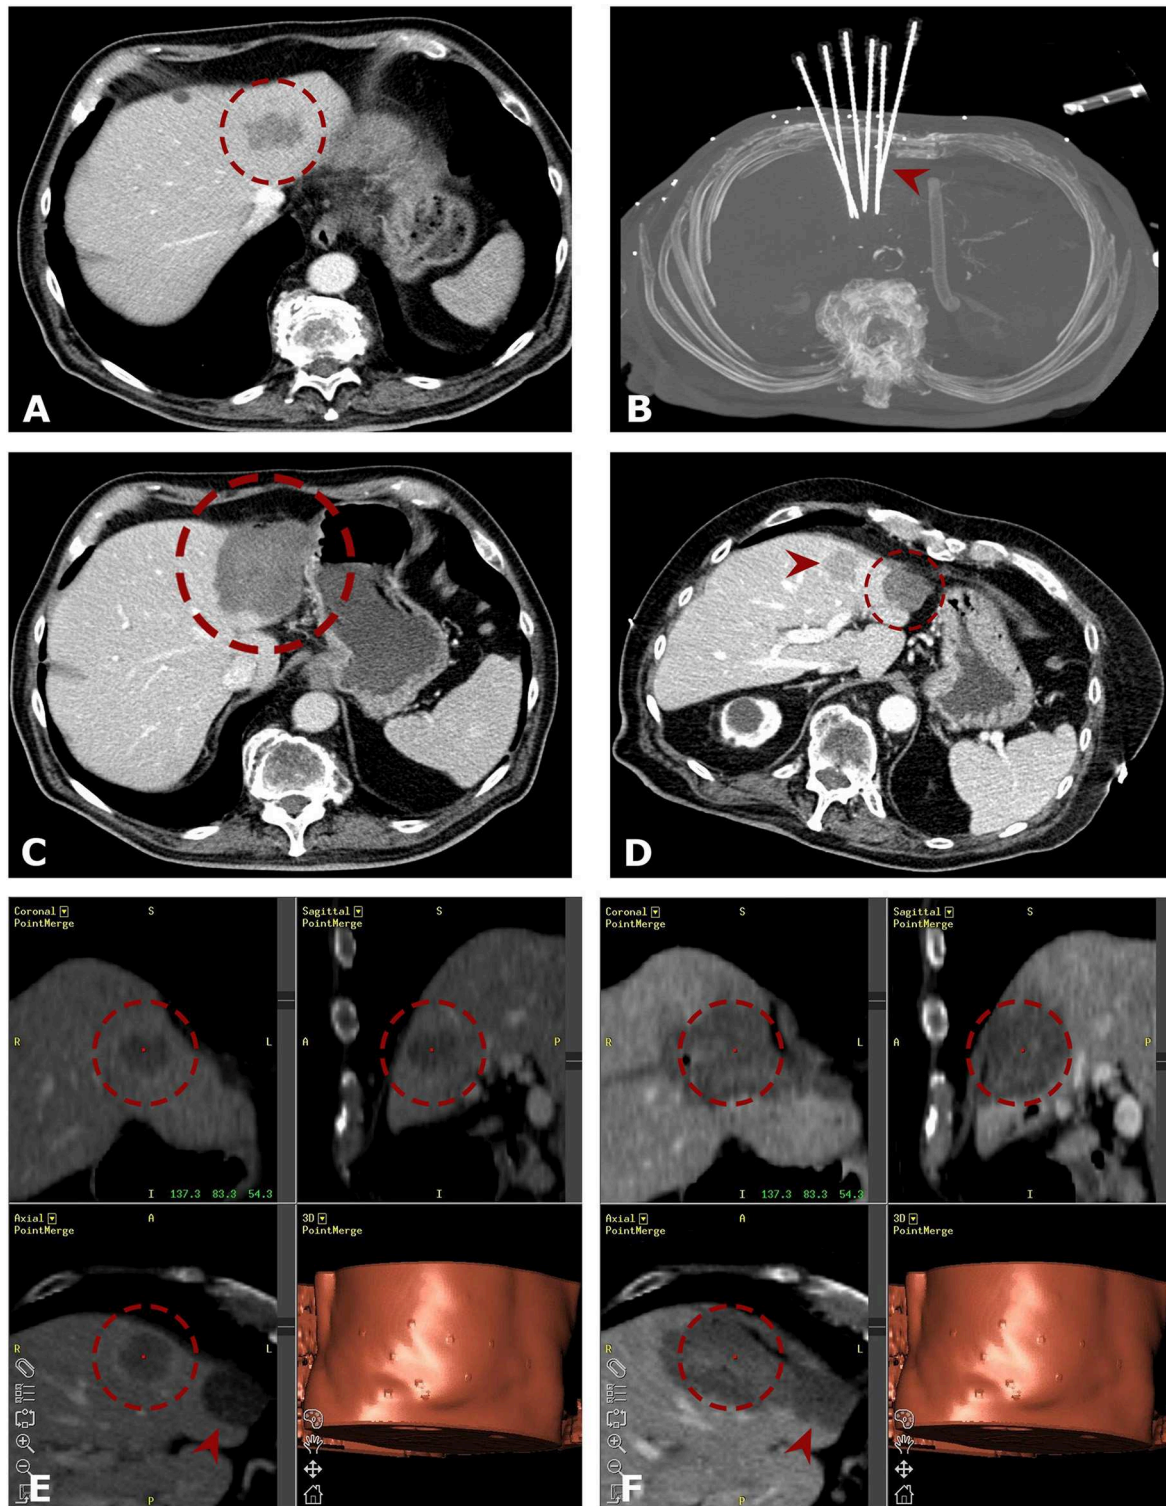 A
B
C
D
Coronal
PointMerge
S
R
L
I 137.3 83.3 54.3
Sagittal
PointMerge
S
A
P
I
Axial
PointMerge
A
R
L
P
3D
PointMerge
E
Coronal
PointMerge
S
R
L
I 137.3 83.3 54.3
Sagittal
PointMerge
S
A
P
I
Axial
PointMerge
A
R
L
P
3D
PointMerge
F